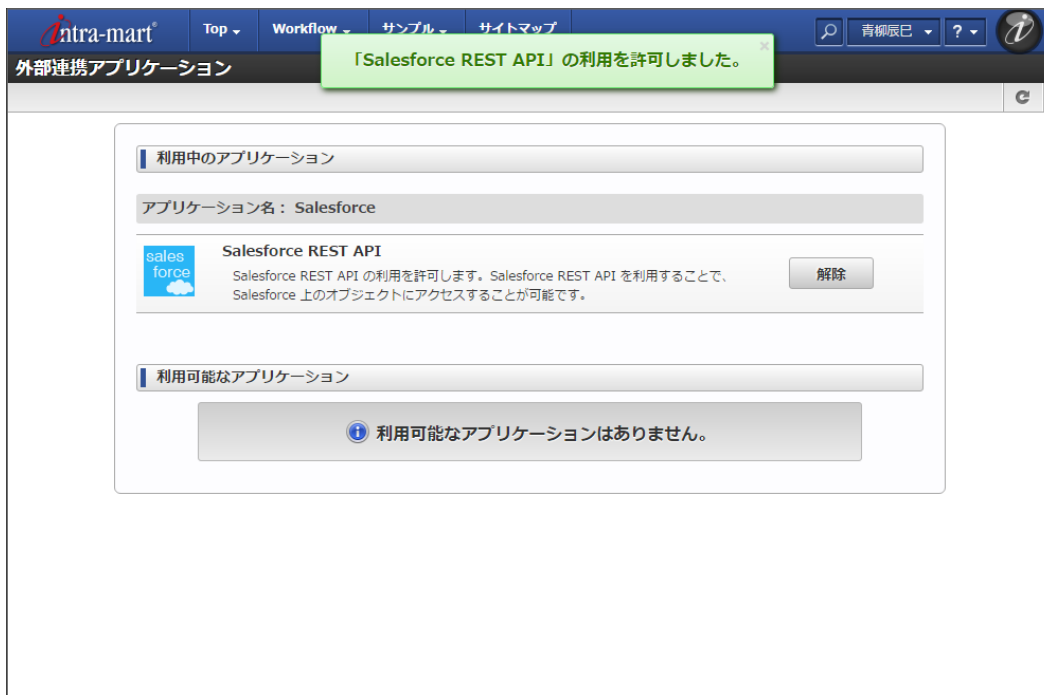 intra-mart® Top Workflow サンプル サイトマップ 青柳辰巳 ?
外部連携アプリケーション
「Salesforce REST API」の利用を許可しました。 ×
利用中のアプリケーション
アプリケーション名： Salesforce
sales
force
Salesforce REST API
Salesforce REST API の利用を許可します。Salesforce REST API を利用することで、
Salesforce 上のオブジェクトにアクセスすることが可能です。
解除
利用可能なアプリケーション
利用可能なアプリケーションはありません。